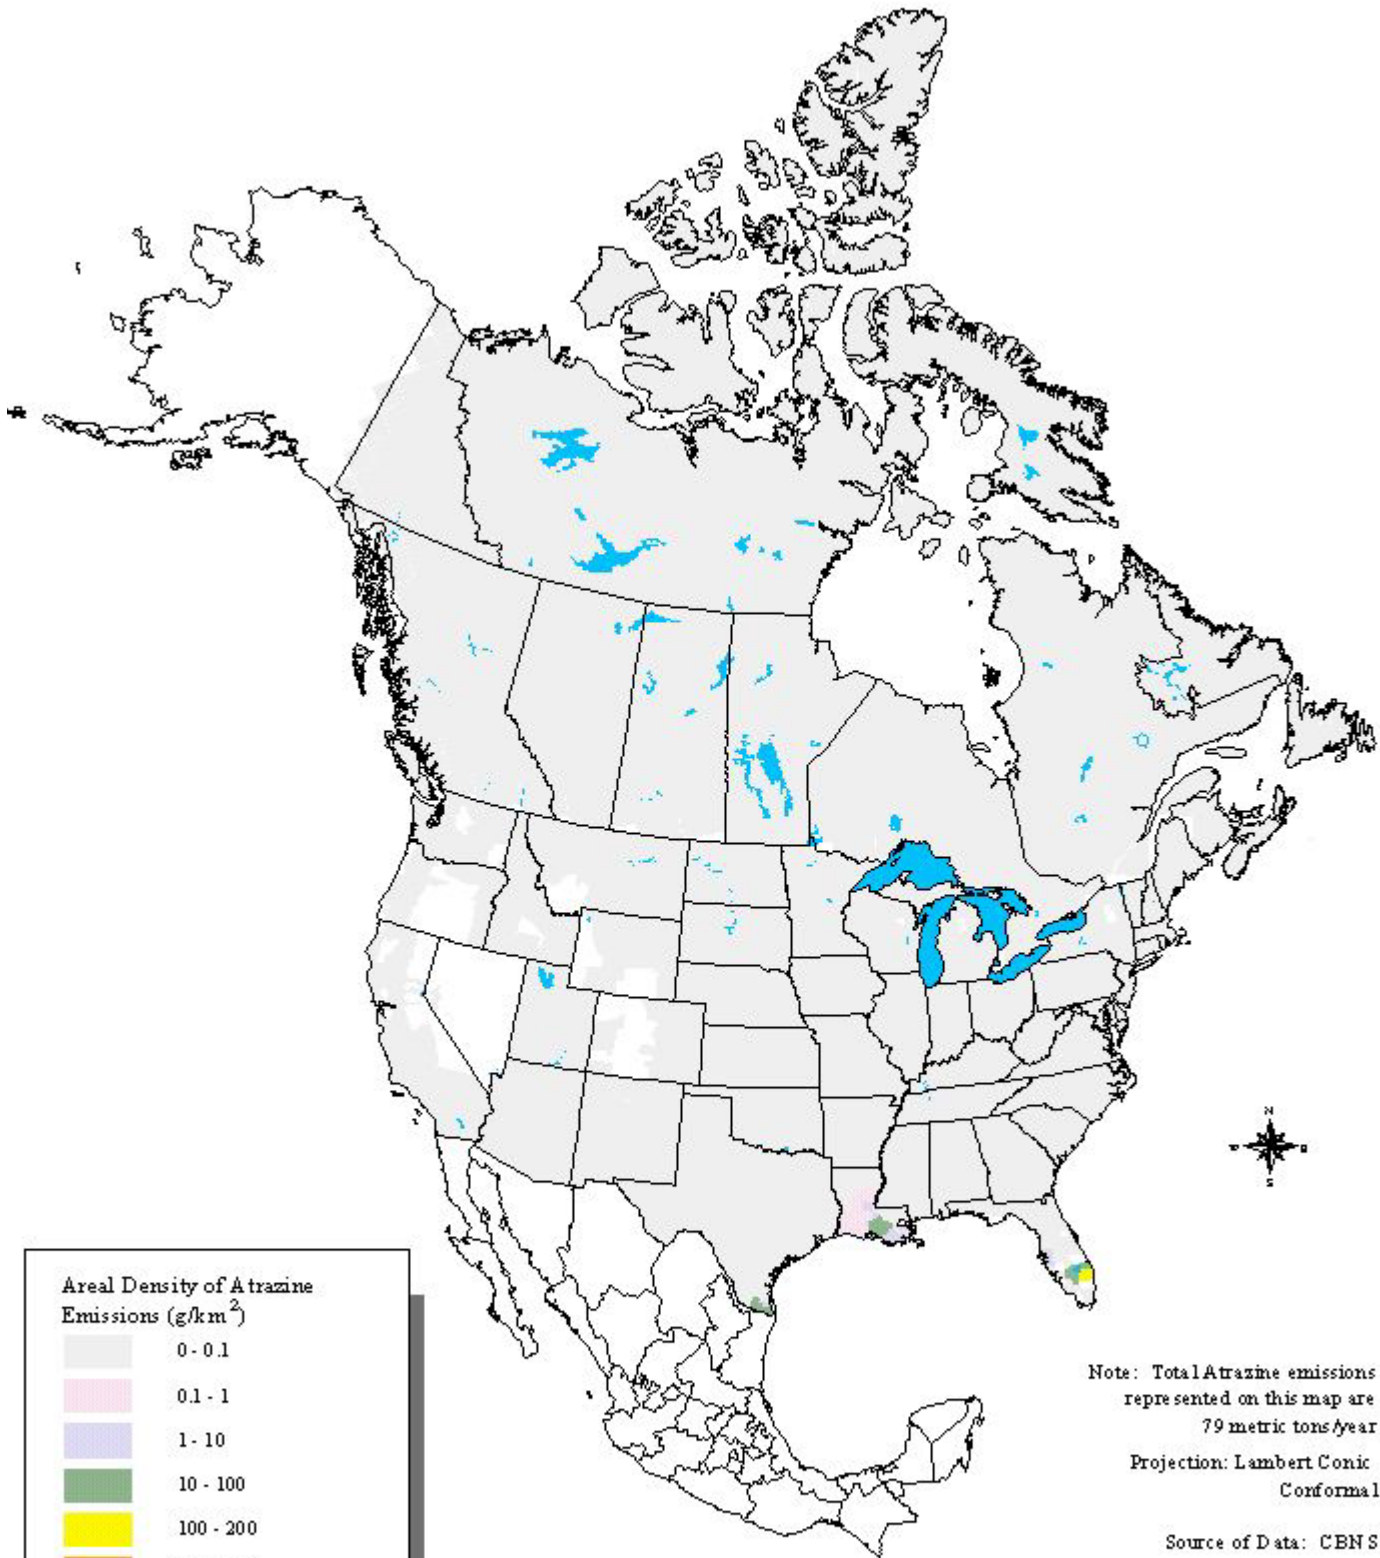 N
S
Areal Density of Atrazine
Emissions (g/km²)
0 - 0.1
0.1 - 1
1 - 10
10 - 100
100 - 200
Note: Total Atrazine emissions
represented on this map are
79 metric tons/year
Projection: Lambert Conic
Conformal
Source of Data: CBNS